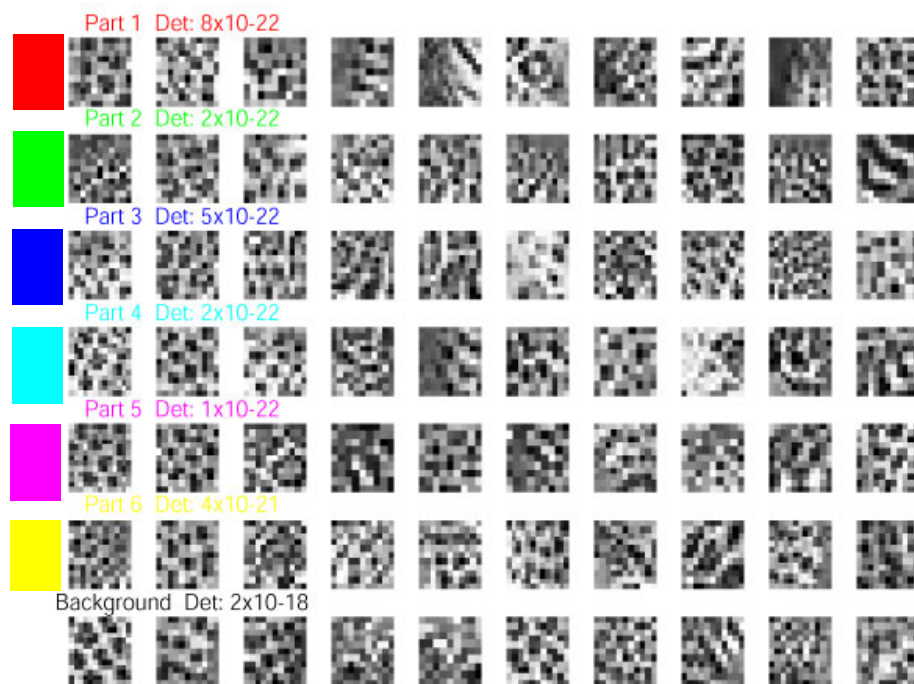 Part 1 Det: 8x10-22
Part 2 Det: 2x10-22
Part 3 Det: 5x10-22
Part 4 Det: 2x10-22
Part 5 Det: 1x10-22
Part 6 Det: 4x10-21
Background Det: 2x10-18